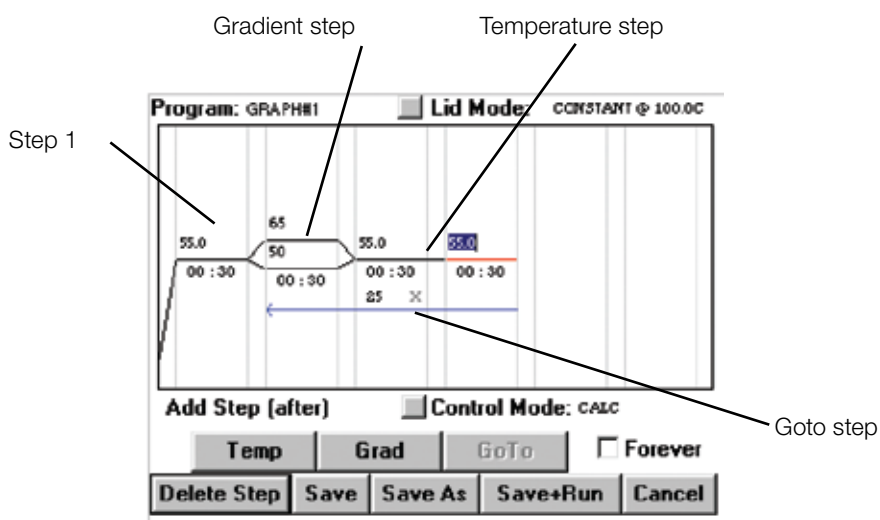 Gradient step Temperature step
Program: GRAPH#1 Lid Mode: CONSTANT @ 100.0C
Step 1
65
55.0 50 55.0 55.0
00:30 00:30 00:30 00:30
25 X
Add Step (after) Control Mode: CALC
Goto step
Temp Grad GoTo Forever
Delete Step Save Save As Save+Run Cancel